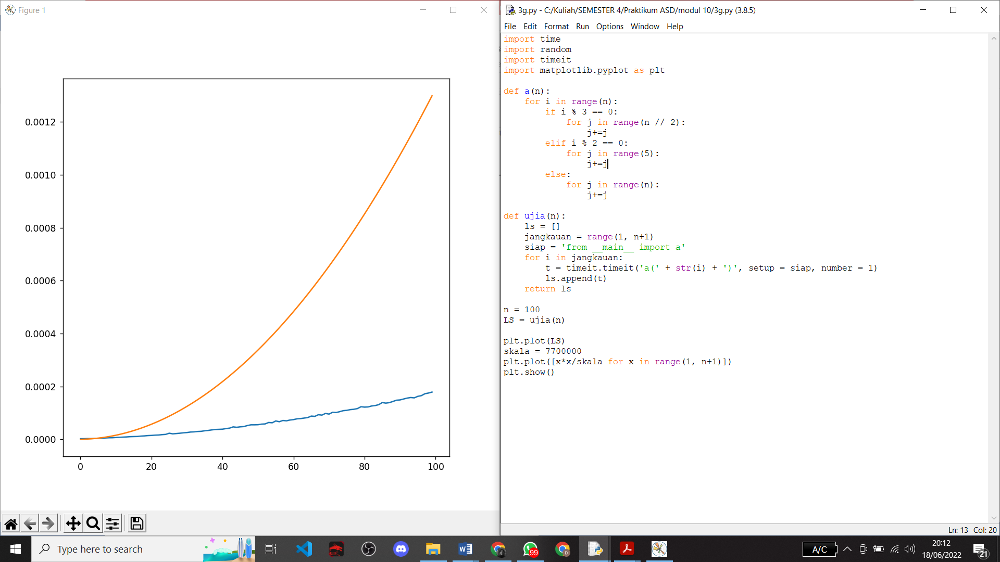 Figure 1
0.0012
0.0010
0.0008
0.0006
0.0004
0.0002
0.0000
0 20 40 60 80 100
3g.py - C:/Kuliah/SEMESTER 4/Praktikum ASD/modul 10/3g.py (3.8.5)
File Edit Format Run Options Window Help
import time
import random
import timeit
import matplotlib.pyplot as plt
def a(n):
    for i in range(n):
        if i % 3 == 0:
            for j in range(n // 2):
                j+=j
        elif i % 2 == 0:
            for j in range(5):
                j+=j
        else:
            for j in range(n):
                j+=j
def ujia(n):
    ls = []
    jangkauan = range(1, n+1)
    siap = 'from __main__ import a'
    for i in jangkauan:
        t = timeit.timeit('a(' + str(i) + ')', setup = siap, number = 1)
        ls.append(t)
    return ls
n = 100
LS = ujia(n)
plt.plot(LS)
skala = 7700000
plt.plot([x*x/skala for x in range(1, n+1)])
plt.show()
Ln: 13 Col: 20
Type here to search
99
D
A/C
20:12
18/06/2022
21